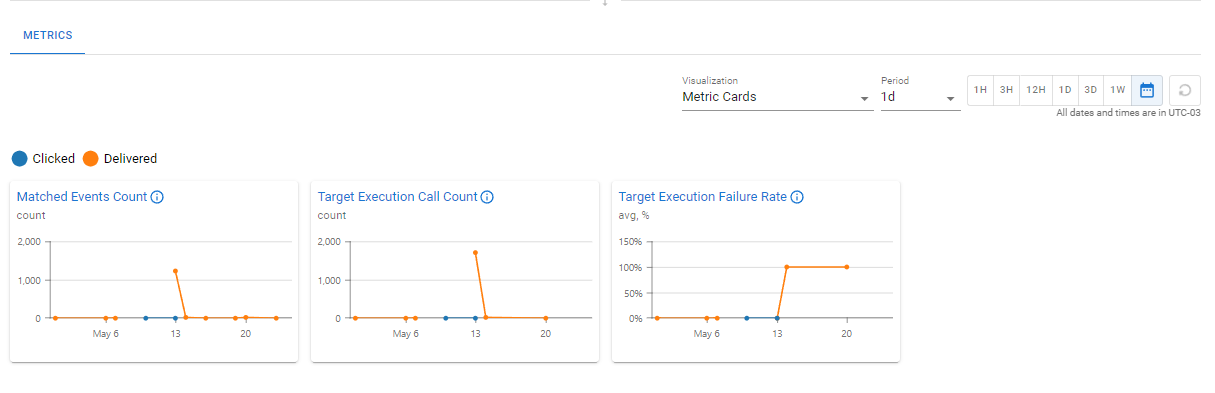 METRICS
Visualization
Metric Cards
Period
1d
1H 3H 12H 1D 3D 1W
All dates and times are in UTC-03
Clicked Delivered
Matched Events Count
count
2,000
1,000
0
May 6 13 20
Target Execution Call Count
count
2,000
1,000
0
May 6 13 20
Target Execution Failure Rate
avg, %
150%
100%
50%
0%
May 6 13 20